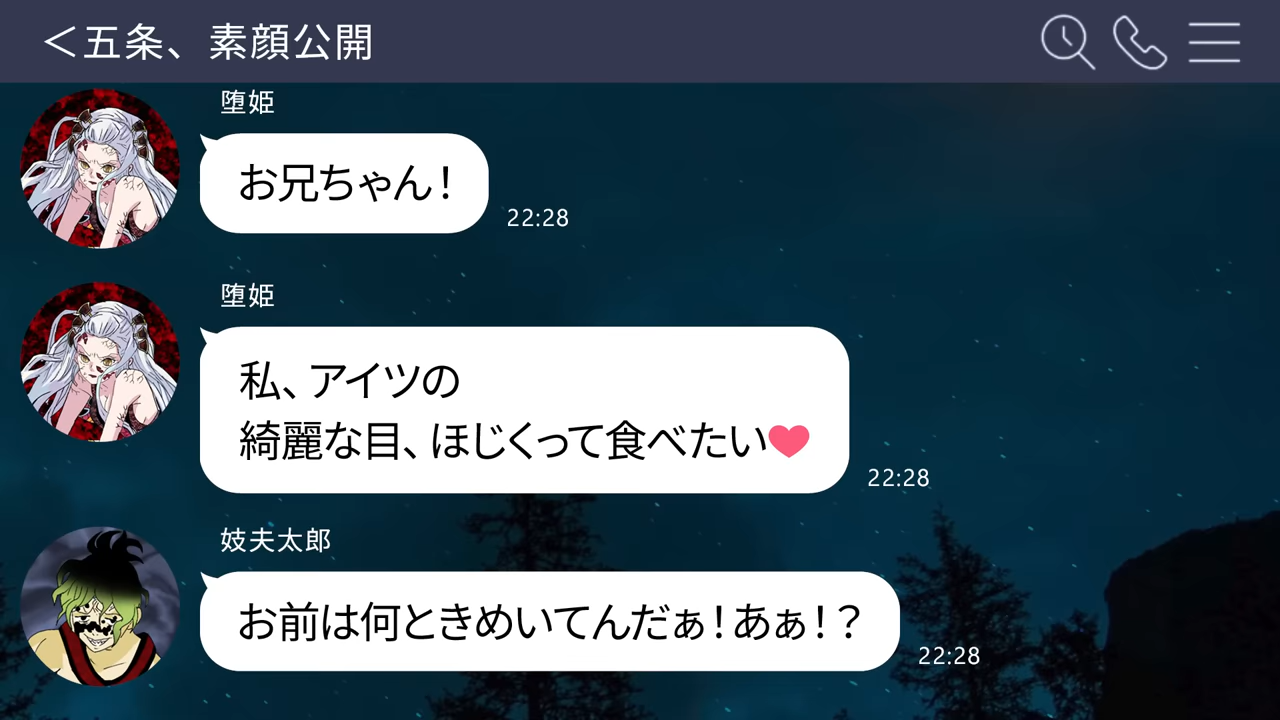 ＜五条、素顔公開
堕姫
お兄ちゃん！
22:28
堕姫
私、アイツの
綺麗な目、ほじくって食べたい❤
22:28
妓夫太郎
お前は何ときめいてんだぁ！あぁ！？
22:28